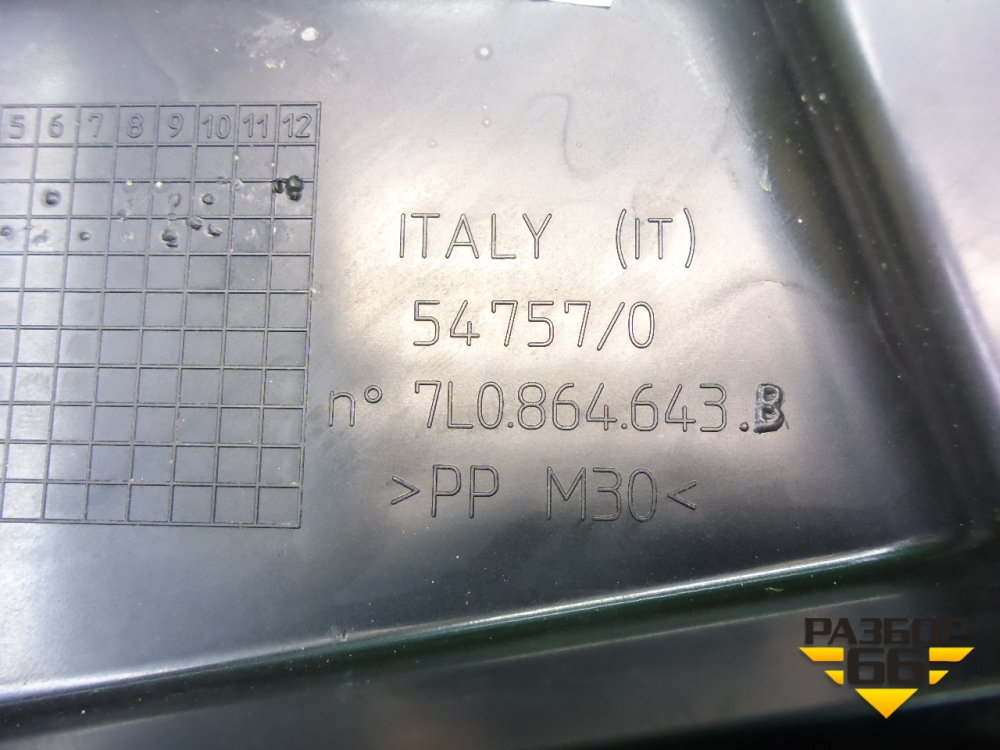 5 6 7 8 9 10 11 12
ITALY (IT)
54757/0
n° 7L0.864.643.B
>PP M30<
РАЗБОР
66